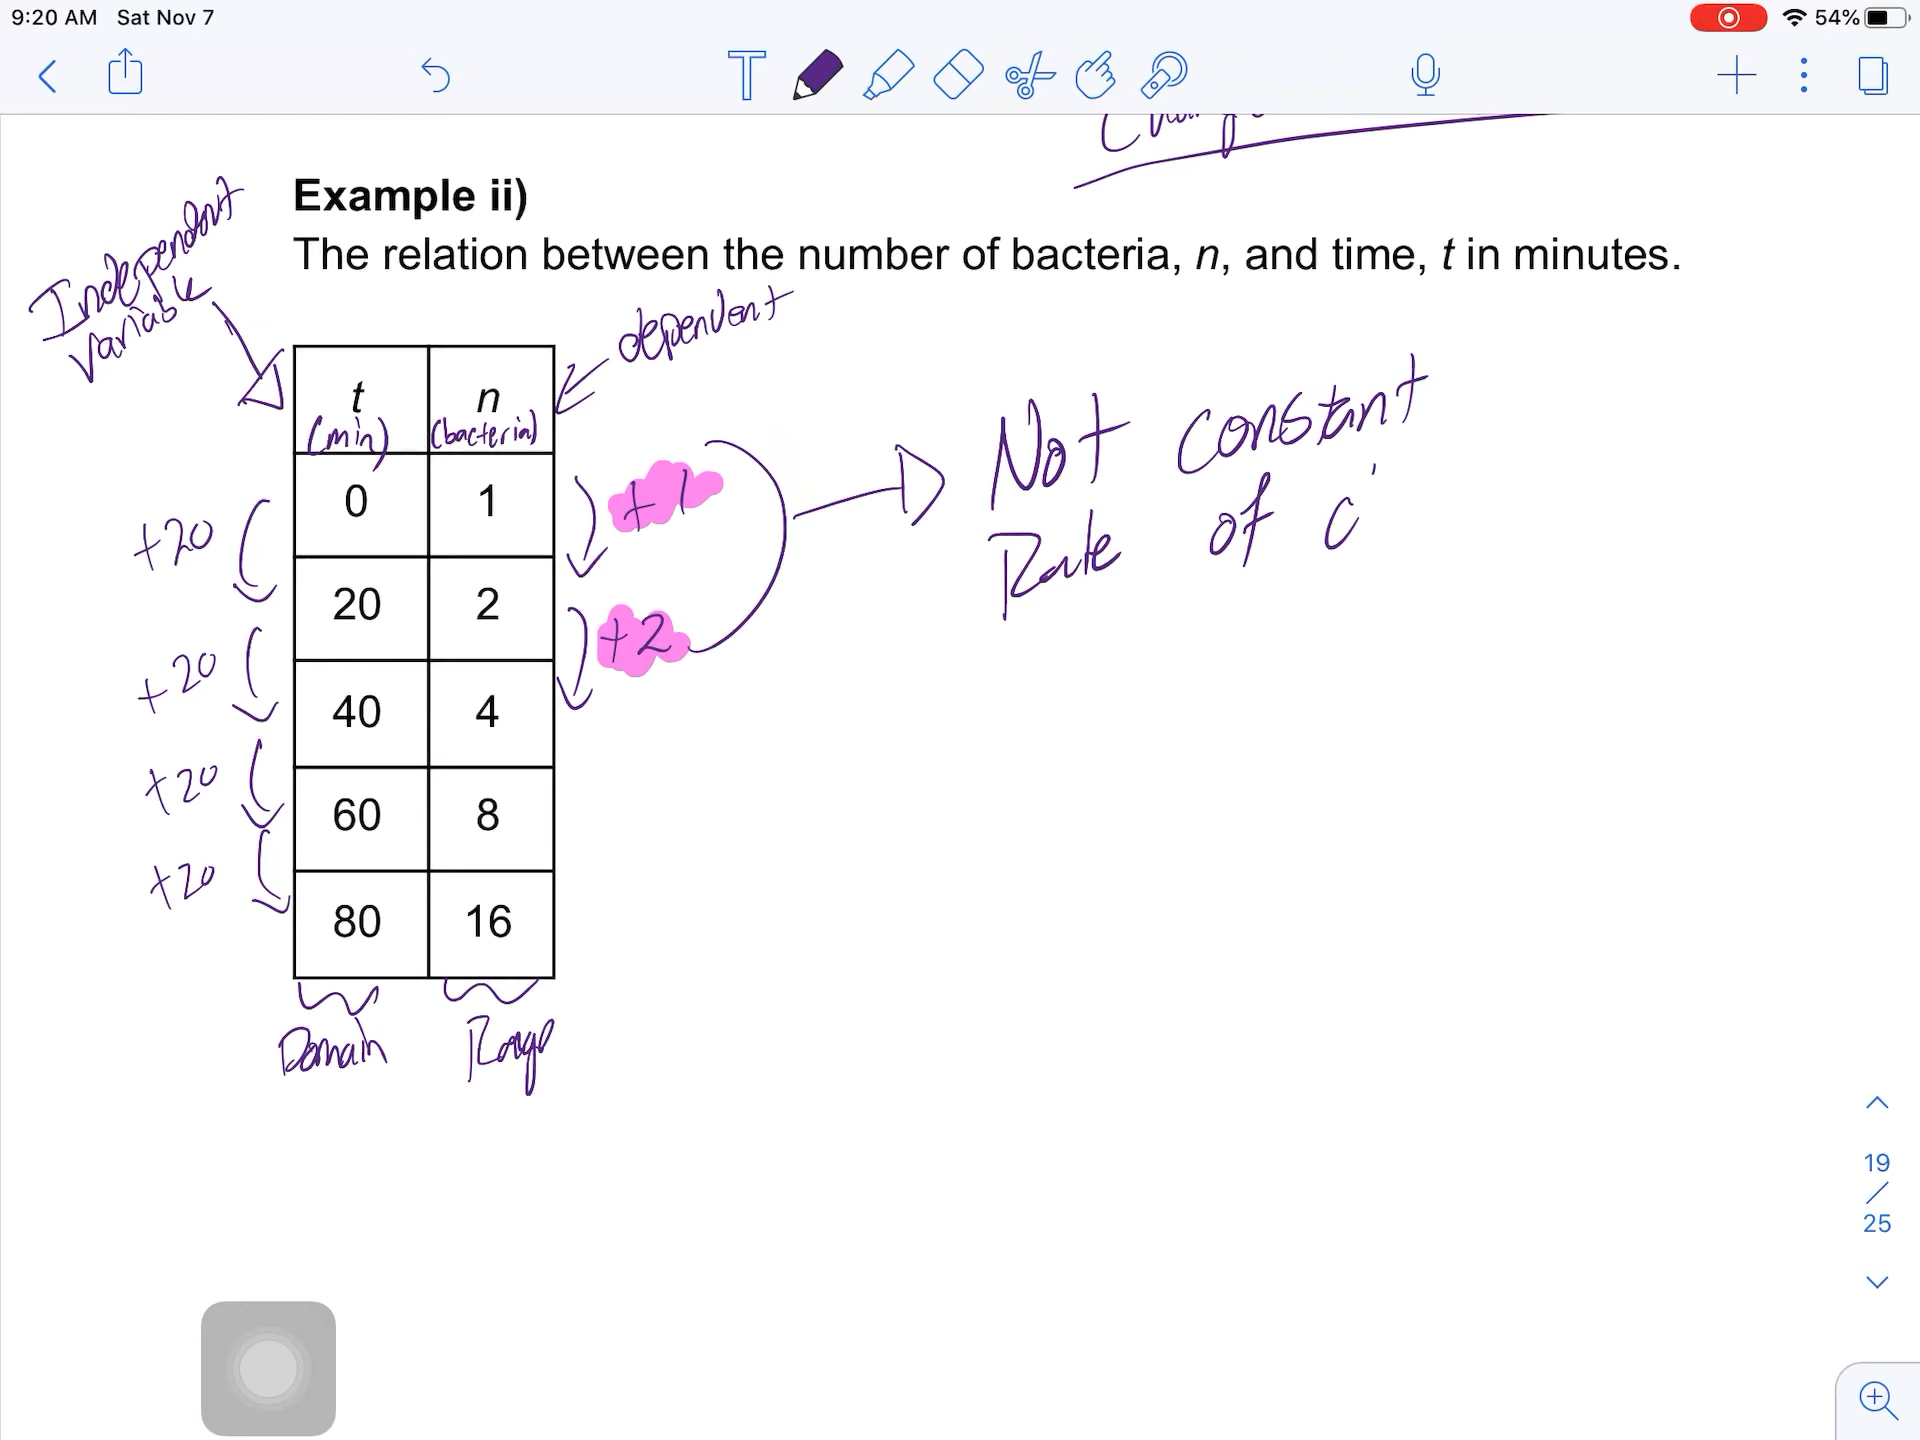 9:20 AM Sat Nov 7
54%
Example ii)
The relation between the number of bacteria, n, and time, t in minutes.
Independent
Variable
dependent
t
(min)
n
(bacteria)
0 1
20 2
40 4
60 8
80 16
+20
+20
+20
+20
+1
+2
Not constant
Rate of c
Domain
Range
19
/
25